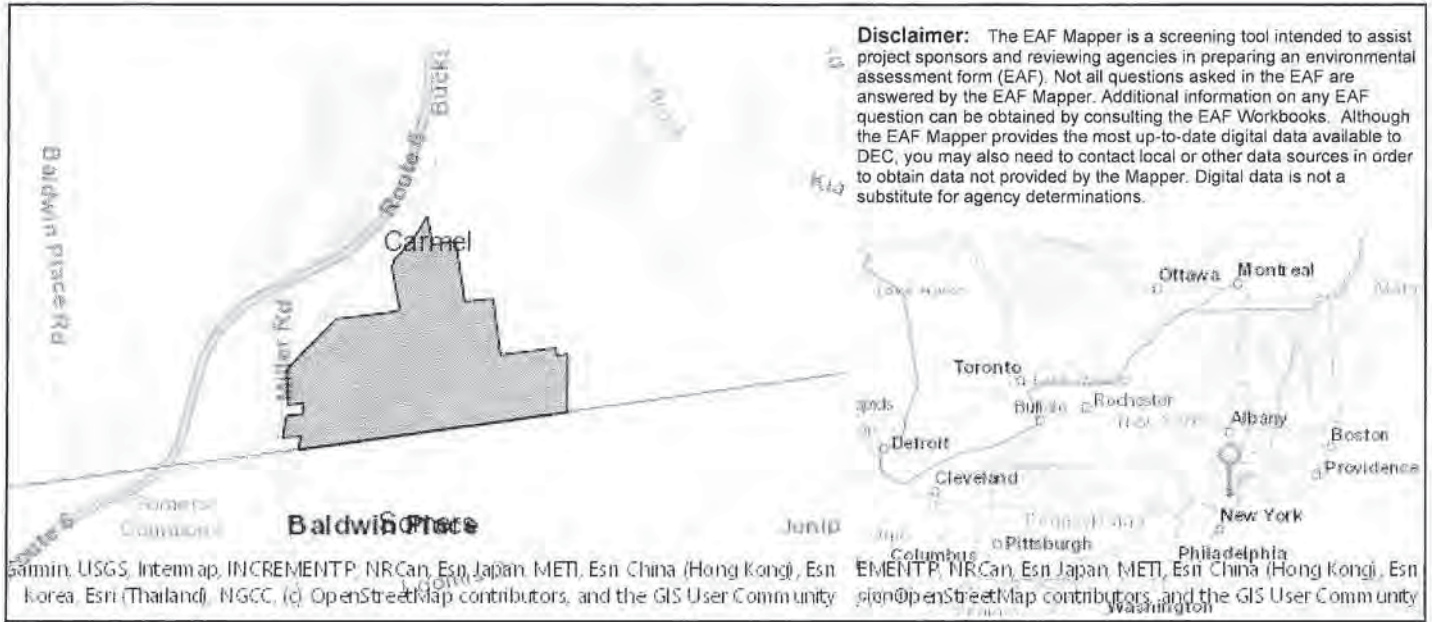 Disclaimer: The EAF Mapper is a screening tool intended to assist
project sponsors and reviewing agencies in preparing an environmental
assessment form (EAF). Not all questions asked in the EAF are
answered by the EAF Mapper. Additional information on any EAF
question can be obtained by consulting the EAF Workbooks. Although
the EAF Mapper provides the most up-to-date digital data available to
DEC, you may also need to contact local or other data sources in order
to obtain data not provided by the Mapper. Digital data is not a
substitute for agency determinations.
Bucks
Route 6
Baldwin Place Rd
Carmel
Miller Rd
Baldwin Place
Somers
Commons
Junip
Route 6
Garmin, USGS, Intermap, INCREMENT P, NRCan, Esri Japan, METI, Esri China (Hong Kong), Esri
Korea, Esri (Thailand), NGCC, (c) OpenStreetMap contributors, and the GIS User Community
Ottawa
Montreal
Toronto
Buffalo
Rochester
Albany
Boston
Detroit
Providence
Cleveland
New York
Pennsylvania
Pittsburgh
Columbus
Philadelphia
EMENT P, NRCan, Esri Japan, METI, Esri China (Hong Kong), Esri
OpenStreetMap contributors, and the GIS User Community
Washington